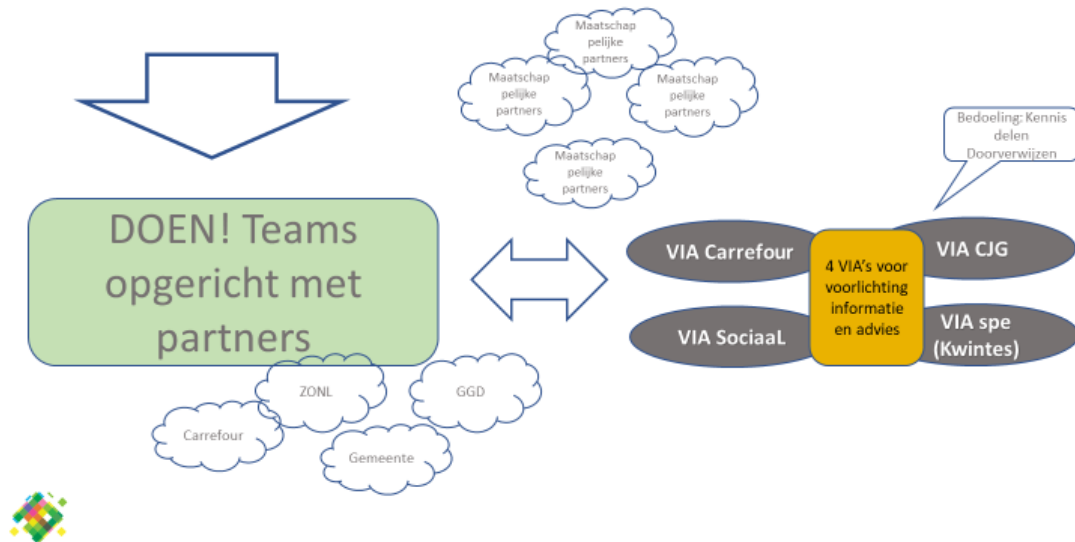 Maatschap
pelijke
partners
Maatschap
pelijke
partners
Maatschap
pelijke
partners
Maatschap
pelijke
partners
Bedoeling: Kennis
delen
Doorverwijzen
DOEN! Teams
opgericht met
partners
VIA Carrefour
VIA CJG
4 VIA's voor
voorlichting
informatie
en advies
VIA SociaaL
VIA spe
(Kwintes)
ZONL
GGD
Carrefour
Gemeente